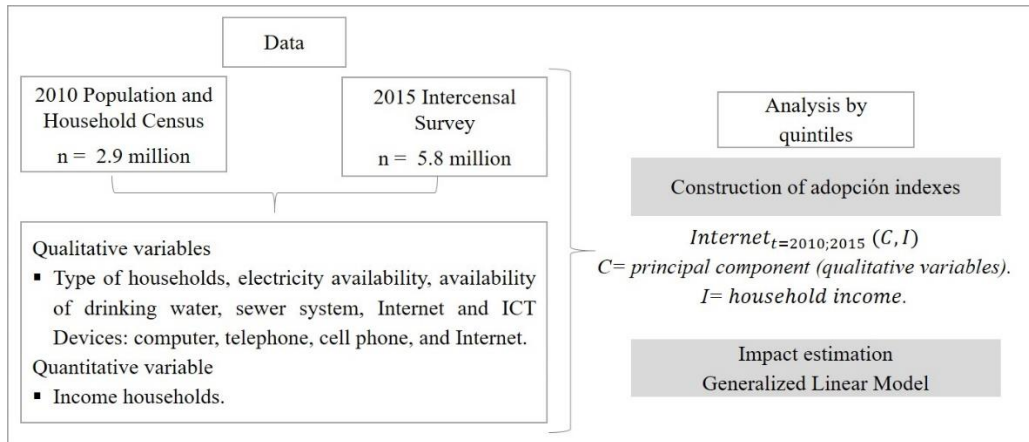 Data
2010 Population and
Household Census
n = 2.9 million
2015 Intercensal
Survey
n = 5.8 million
Qualitative variables
▪ Type of households, electricity availability, availability
of drinking water, sewer system, Internet and ICT
Devices: computer, telephone, cell phone, and Internet.
Quantitative variable
▪ Income households.
Analysis by
quintiles
Construction of adopción indexes
Internet_{t=2010;2015} (C, I)
C= principal component (qualitative variables).
I= household income.
Impact estimation
Generalized Linear Model